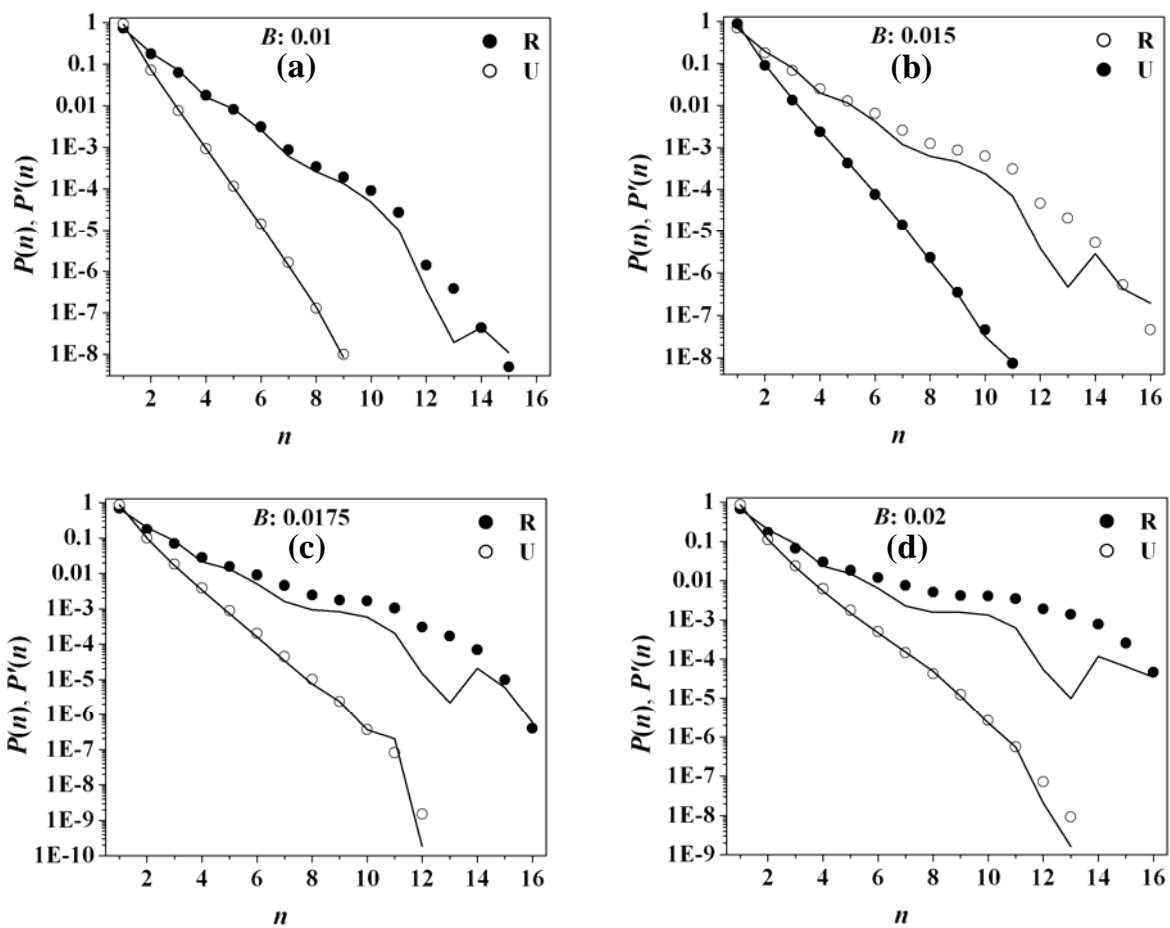 B: 0.01
(a)
R
U
1
0.1
0.01
1E-3
1E-4
1E-5
1E-6
1E-7
1E-8
P(n), P'(n)
2 4 6 8 10 12 14 16
n
B: 0.015
(b)
R
U
1
0.1
0.01
1E-3
1E-4
1E-5
1E-6
1E-7
1E-8
P(n), P'(n)
2 4 6 8 10 12 14 16
n
B: 0.0175
(c)
R
U
1
0.1
0.01
1E-3
1E-4
1E-5
1E-6
1E-7
1E-8
1E-9
1E-10
P(n), P'(n)
2 4 6 8 10 12 14 16
n
B: 0.02
(d)
R
U
1
0.1
0.01
1E-3
1E-4
1E-5
1E-6
1E-7
1E-8
1E-9
P(n), P'(n)
2 4 6 8 10 12 14 16
n